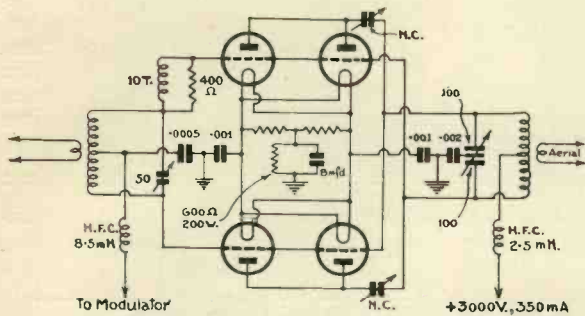 N.C.
10T.
400
Ω
·0005
·001
50
8mfd
600Ω
200W.
·001
·002
100
100
Aerial
H.F.C.
8·5mH
H.F.C.
2·5 mH.
N.C.
To Modulator
+3000V.,350mA